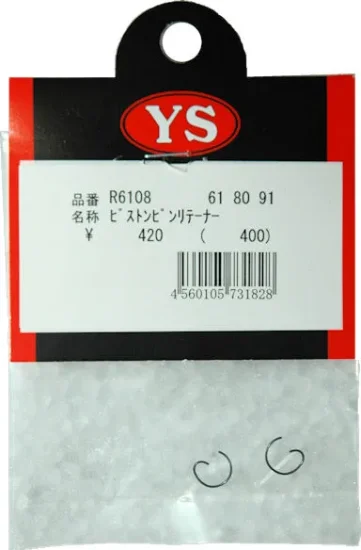 YS
品番 R6108 61 80 91
名称 ﾋﾟｽﾄﾝﾋﾟﾝﾘﾃｰﾅｰ
¥ 420 ( 400)
4 560105 731828